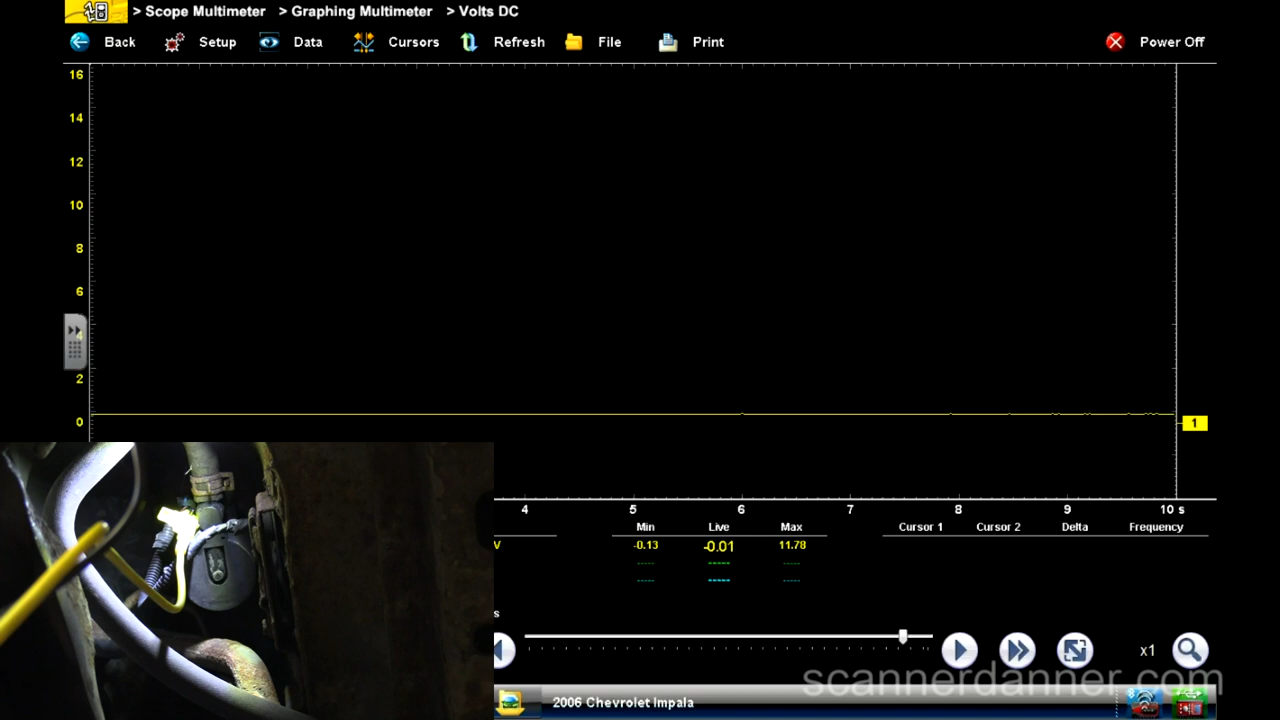 > Scope Multimeter > Graphing Multimeter > Volts DC
Back Setup Data Cursors Refresh File Print Power Off
16
14
12
10
8
6
4
2
0
1
4 5 6 7 8 9 10 s
Min Live Max Cursor 1 Cursor 2 Delta Frequency
V -0.13 -0.01 11.78
----- ----- -----
----- ----- -----
s
x1
scannerdanner.com
2006 Chevrolet Impala